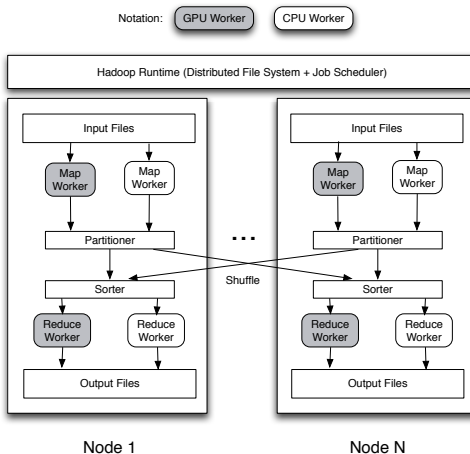 Notation:
GPU Worker
CPU Worker
Hadoop Runtime (Distributed File System + Job Scheduler)
Input Files
Map
Worker
Map
Worker
Partitioner
Sorter
Reduce
Worker
Reduce
Worker
Output Files
...
Shuffle
Input Files
Map
Worker
Map
Worker
Partitioner
Sorter
Reduce
Worker
Reduce
Worker
Output Files
Node 1
Node N